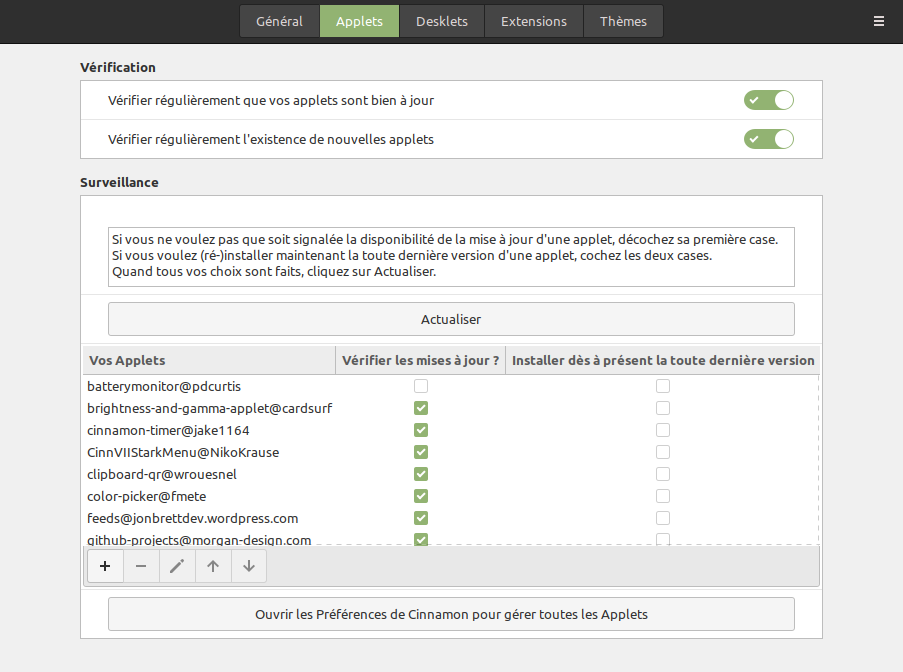 Général Applets Desklets Extensions Thèmes
Vérification
Vérifier régulièrement que vos applets sont bien à jour
Vérifier régulièrement l'existence de nouvelles applets
Surveillance
Si vous ne voulez pas que soit signalée la disponibilité de la mise à jour d'une applet, décochez sa première case.
Si vous voulez (ré-)installer maintenant la toute dernière version d'une applet, cochez les deux cases.
Quand tous vos choix sont faits, cliquez sur Actualiser.
Actualiser
Vos Applets Vérifier les mises à jour ? Installer dès à présent la toute dernière version
batterymonitor@pdcurtis
brightness-and-gamma-applet@cardsurf
cinnamon-timer@jake1164
CinnVIIStarkMenu@NikoKrause
clipboard-qr@wrouesnel
color-picker@fmete
feeds@jonbrettdev.wordpress.com
github-projects@morgan-design.com
Ouvrir les Préférences de Cinnamon pour gérer toutes les Applets